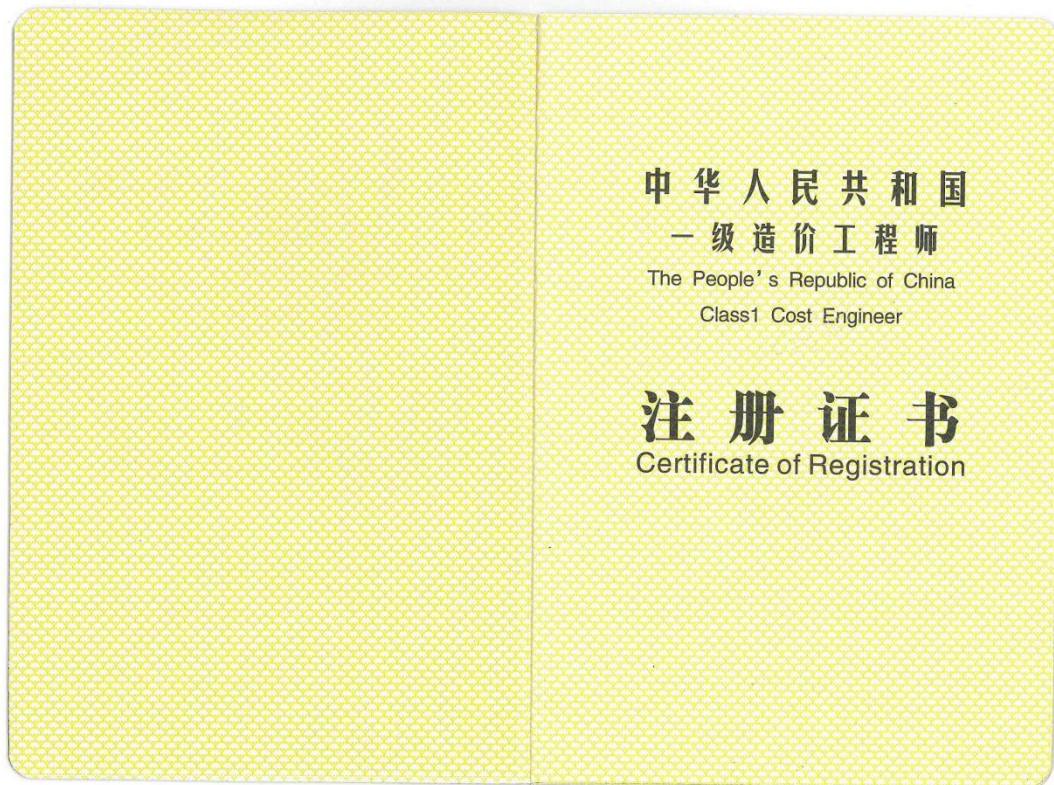 中华人民共和国
一级造价工程师
The People's Republic of China
Class1 Cost Engineer
注册证书
Certificate of Registration